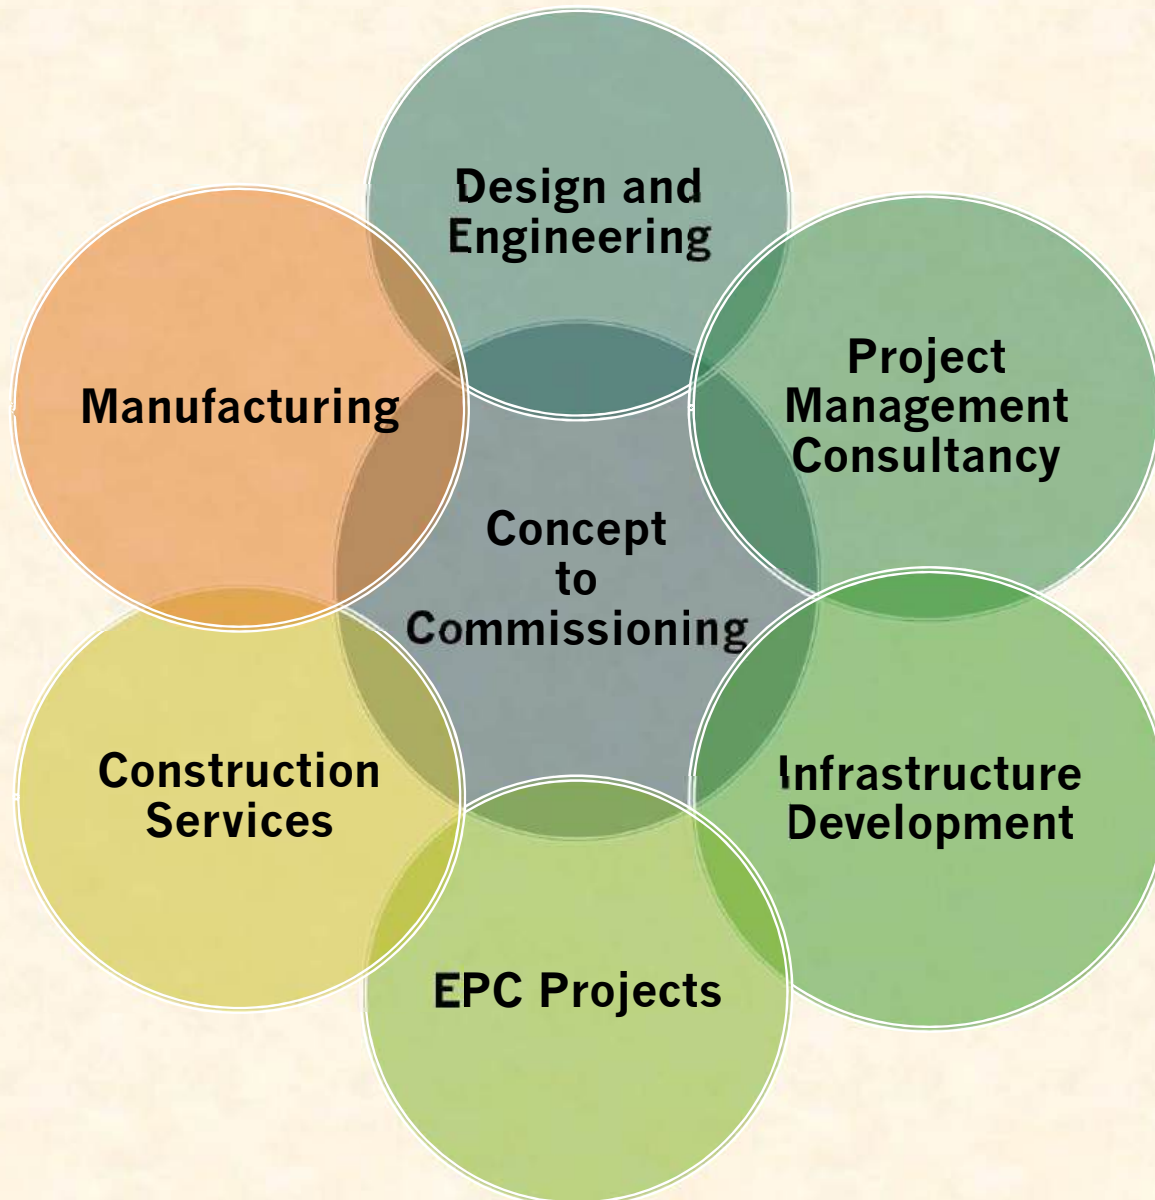 Design and
Engineering
Project
Management
Consultancy
Manufacturing
Concept
to
Commissioning
Construction
Services
Infrastructure
Development
EPC Projects